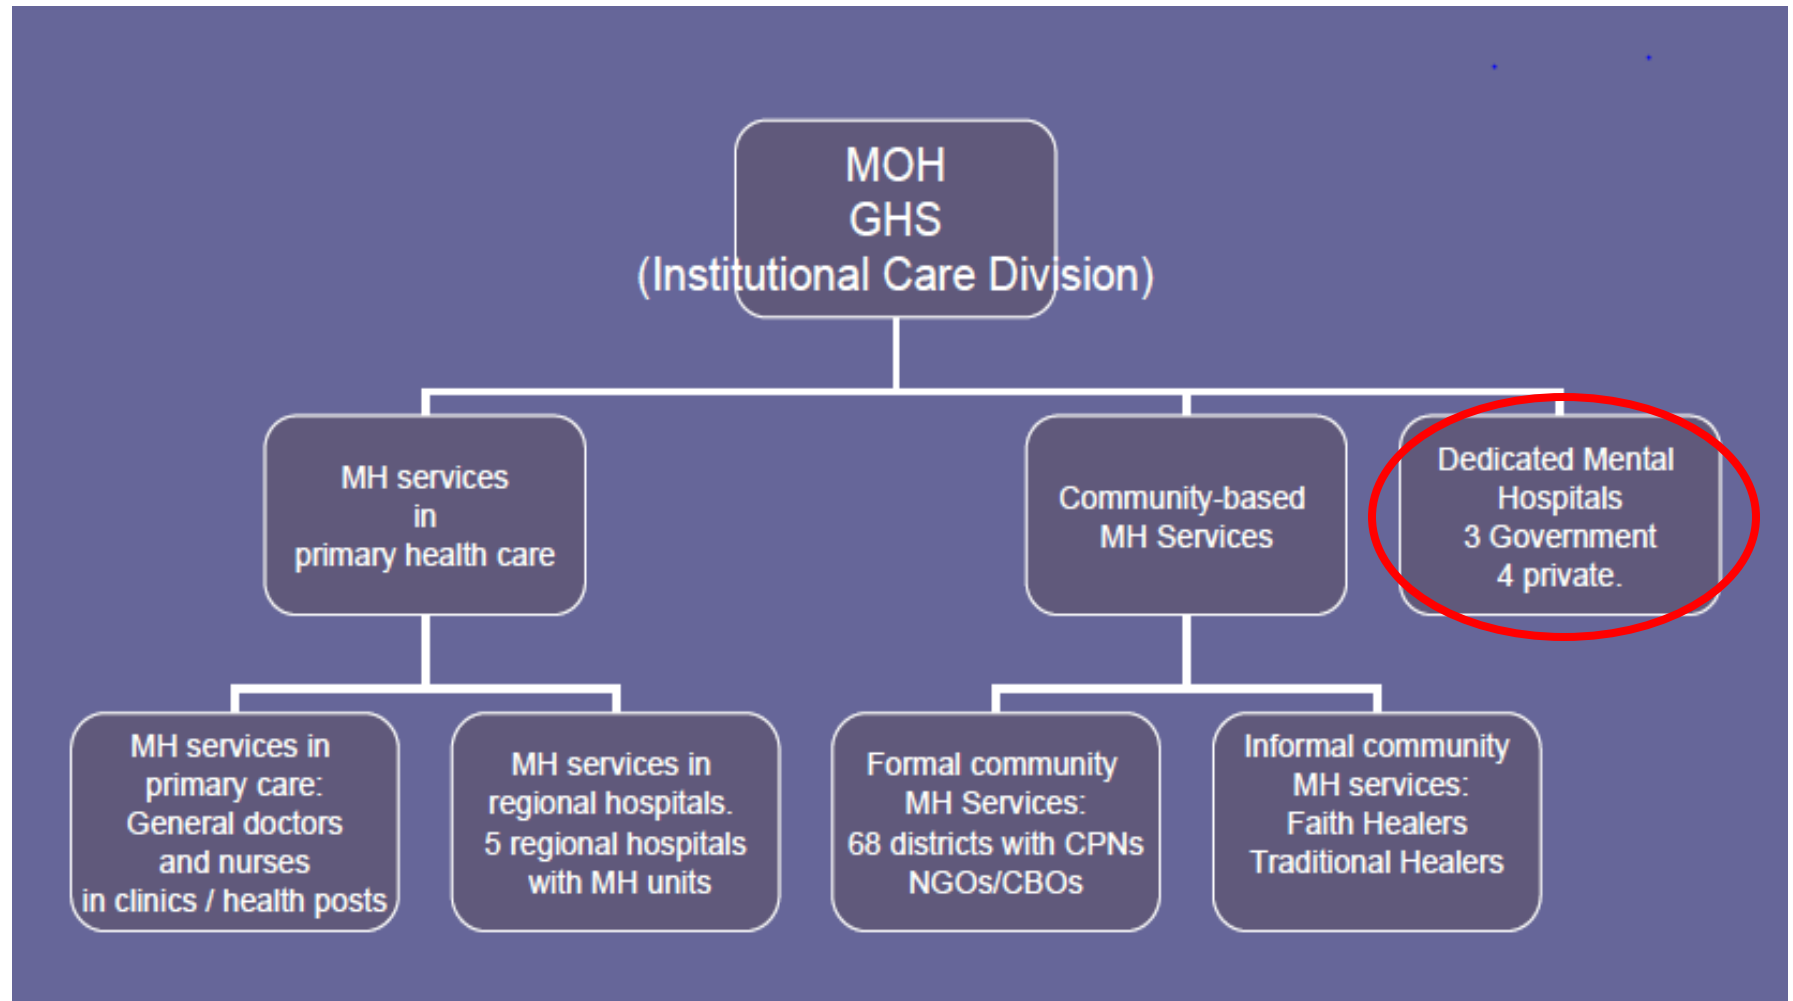 MOH
GHS
(Institutional Care Division)
MH services
in
primary health care
Community-based
MH Services
Dedicated Mental
Hospitals
3 Government
4 private.
MH services in
primary care:
General doctors
and nurses
in clinics / health posts
MH services in
regional hospitals.
5 regional hospitals
with MH units
Formal community
MH Services:
68 districts with CPNs
NGOs/CBOs
Informal community
MH services:
Faith Healers
Traditional Healers